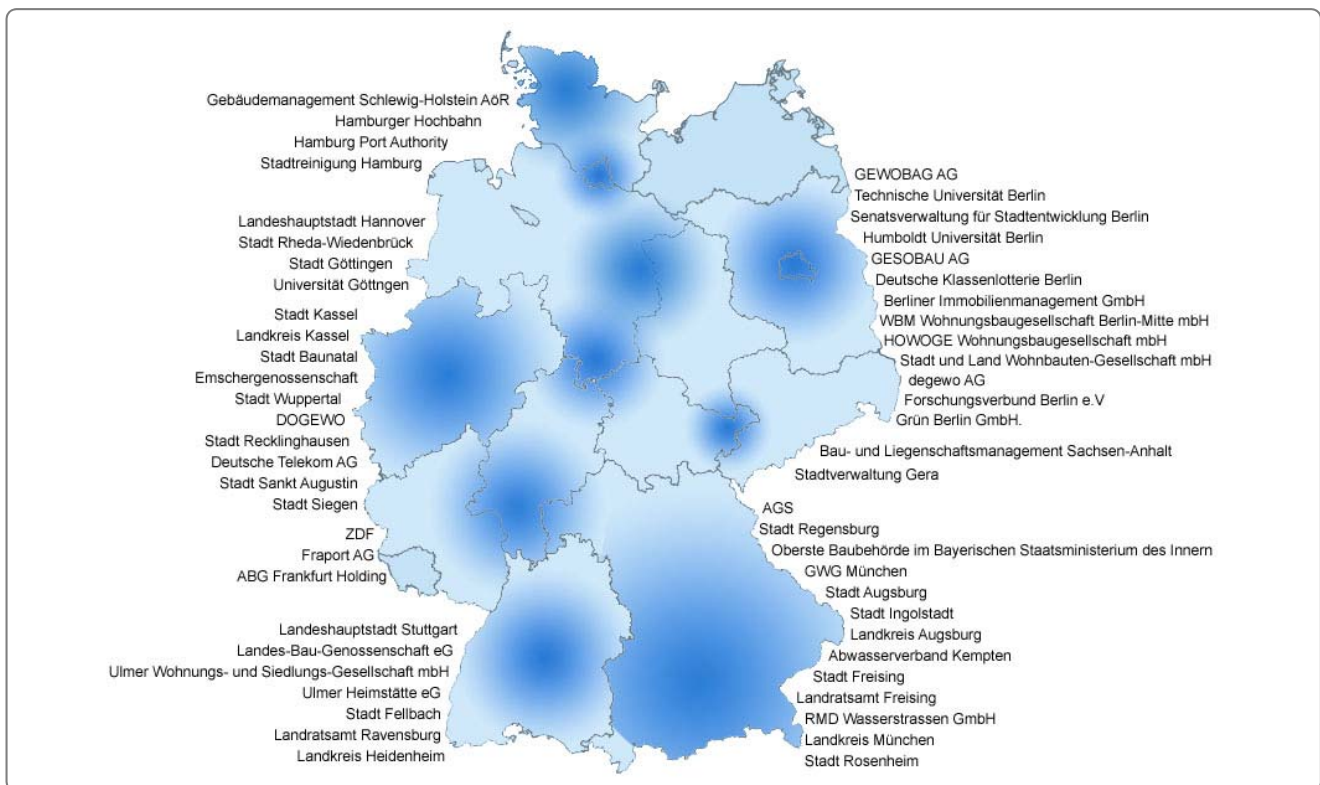 Gebäudemanagement Schlewig-Holstein AöR
Hamburger Hochbahn
Hamburg Port Authority
Stadtreinigung Hamburg
Landeshauptstadt Hannover
Stadt Rheda-Wiedenbrück
Stadt Göttingen
Universität Göttngen
Stadt Kassel
Landkreis Kassel
Stadt Baunatal
Emschergenossenschaft
Stadt Wuppertal
DOGEWO
Stadt Recklinghausen
Deutsche Telekom AG
Stadt Sankt Augustin
Stadt Siegen
ZDF
Fraport AG
ABG Frankfurt Holding
Landeshauptstadt Stuttgart
Landes-Bau-Genossenschaft eG
Ulmer Wohnungs- und Siedlungs-Gesellschaft mbH
Ulmer Heimstätte eG
Stadt Fellbach
Landratsamt Ravensburg
Landkreis Heidenheim
GEWOBAG AG
Technische Universität Berlin
Senatsverwaltung für Stadtentwicklung Berlin
Humboldt Universität Berlin
GESOBAU AG
Deutsche Klassenlotterie Berlin
Berliner Immobilienmanagement GmbH
WBM Wohnungsbaugesellschaft Berlin-Mitte mbH
HOWOGE Wohnungsbaugesellschaft mbH
Stadt und Land Wohnbauten-Gesellschaft mbH
degewo AG
Forschungsverbund Berlin e.V
Grün Berlin GmbH.
Bau- und Liegenschaftsmanagement Sachsen-Anhalt
Stadtverwaltung Gera
AGS
Stadt Regensburg
Oberste Baubehörde im Bayerischen Staatsministerium des Innern
GWG München
Stadt Augsburg
Stadt Ingolstadt
Landkreis Augsburg
Abwasserverband Kempten
Stadt Freising
Landratsamt Freising
RMD Wasserstrassen GmbH
Landkreis München
Stadt Rosenheim